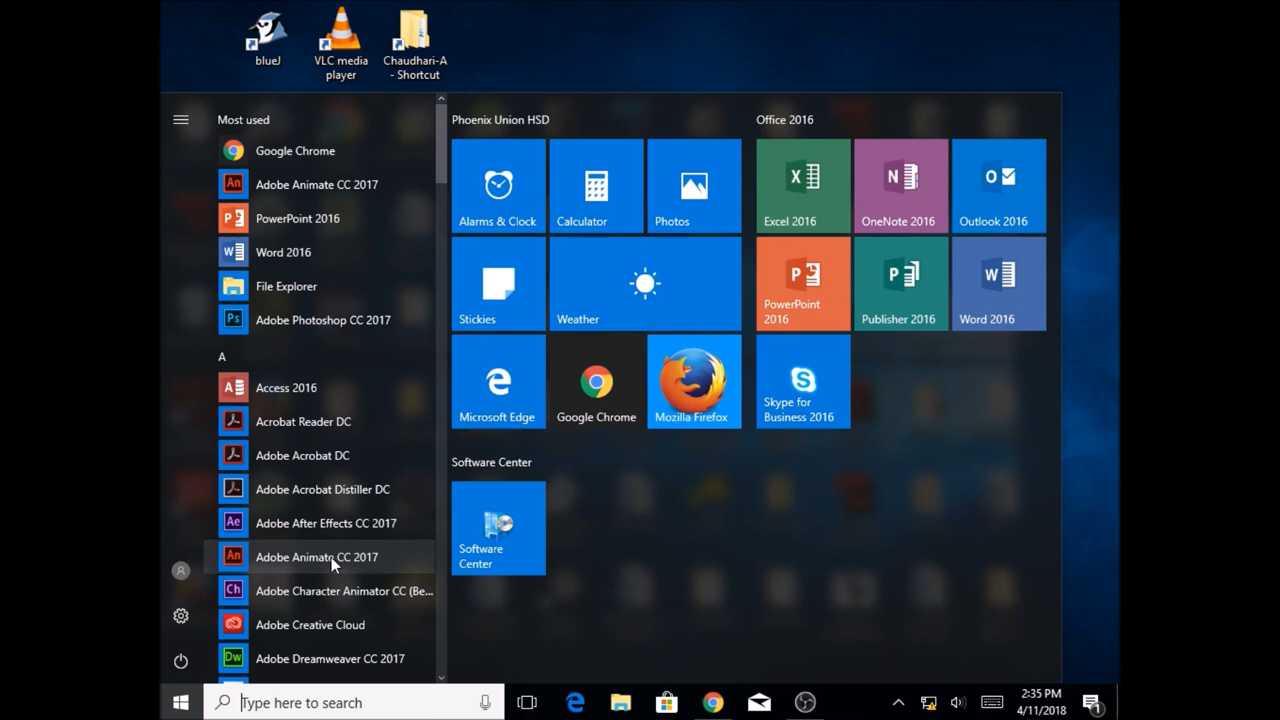 blueJ
VLC media
player
Chaudhari-A
- Shortcut
Most used
Google Chrome
Adobe Animate CC 2017
PowerPoint 2016
Word 2016
File Explorer
Adobe Photoshop CC 2017
A
Access 2016
Acrobat Reader DC
Adobe Acrobat DC
Adobe Acrobat Distiller DC
Adobe After Effects CC 2017
Adobe Animate CC 2017
Adobe Character Animator CC (Be...
Adobe Creative Cloud
Adobe Dreamweaver CC 2017
Phoenix Union HSD
Alarms & Clock
Calculator
Photos
Stickies
Weather
Microsoft Edge
Google Chrome
Mozilla Firefox
Software Center
Software
Center
Office 2016
Excel 2016
OneNote 2016
Outlook 2016
PowerPoint
2016
Publisher 2016
Word 2016
Skype for
Business 2016
Type here to search
2:35 PM
4/11/2018
1